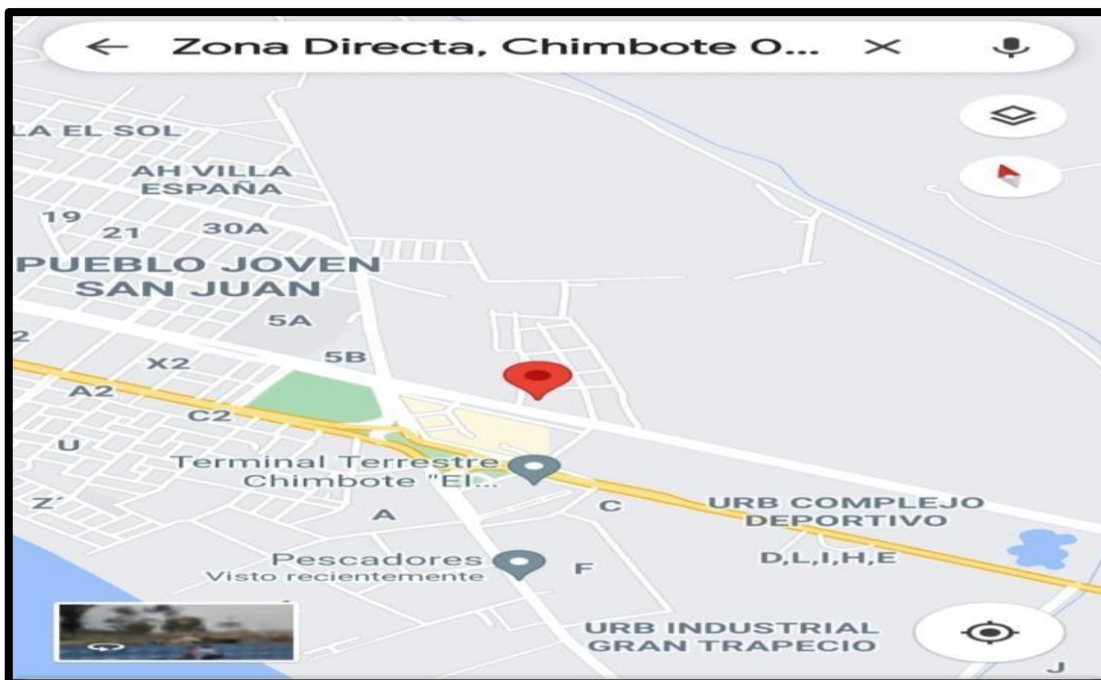 Zona Directa, Chimbote 0...
LA EL SOL
AH VILLA
ESPAÑA
19
21
30A
PUEBLO JOVEN
SAN JUAN
5A
2
X2
5B
A2
C2
U
Terminal Terrestre
Chimbote "El...
Z´
A
C
URB COMPLEJO
DEPORTIVO
Pescadores
Visto recientemente
F
D,L,I,H,E
URB INDUSTRIAL
GRAN TRAPECIO
J